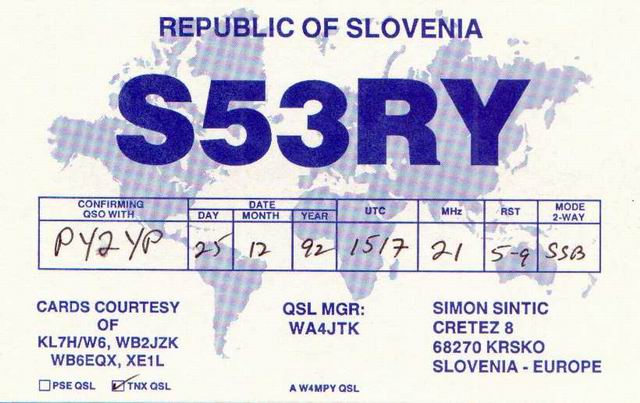 REPUBLIC OF SLOVENIA
S53RY
CONFIRMING QSO WITH DATE DAY MONTH YEAR UTC MHz RST MODE 2-WAY
PY2YP 25 12 92 1517 21 5-9 SSB
CARDS COURTESY
OF
KL7H/W6, WB2JZK
WB6EQX, XE1L
QSL MGR:
WA4JTK
SIMON SINTIC
CRETEZ 8
68270 KRSKO
SLOVENIA - EUROPE
PSE QSL TNX QSL
A W4MPY QSL